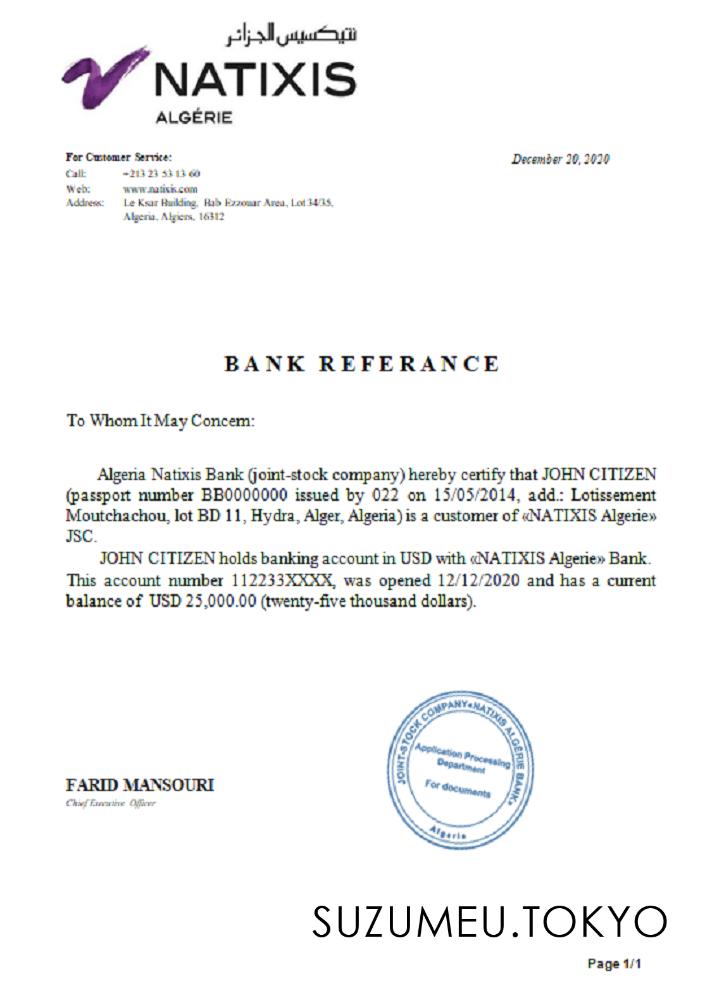 نتيكسيس الجزائر
NATIXIS
ALGÉRIE
For Customer Service:
December 20, 2020
Call: +213 23 53 13 60
Web: www.natixis.com
Address: Le Ksar Building, Bab Ezzouar Area, Lot 34/35,
Algeria, Algiers, 16312
BANK REFERANCE
To Whom It May Concern:
Algeria Natixis Bank (joint-stock company) hereby certify that JOHN CITIZEN
(passport number BB0000000 issued by 022 on 15/05/2014, add.: Lotissement
Moutchachou, lot BD 11, Hydra, Alger, Algeria) is a customer of «NATIXIS Algerie»
JSC.
JOHN CITIZEN holds banking account in USD with «NATIXIS Algerie» Bank.
This account number 112233XXXX, was opened 12/12/2020 and has a current
balance of USD 25,000.00 (twenty-five thousand dollars).
JOINT-STOCK COMPANY«NATIXIS ALGERIE BANK»
Application Processing
Department
For documents
Algeria
FARID MANSOURI
Chief Executive Officer
SUZUMEU.TOKYO
Page 1/1